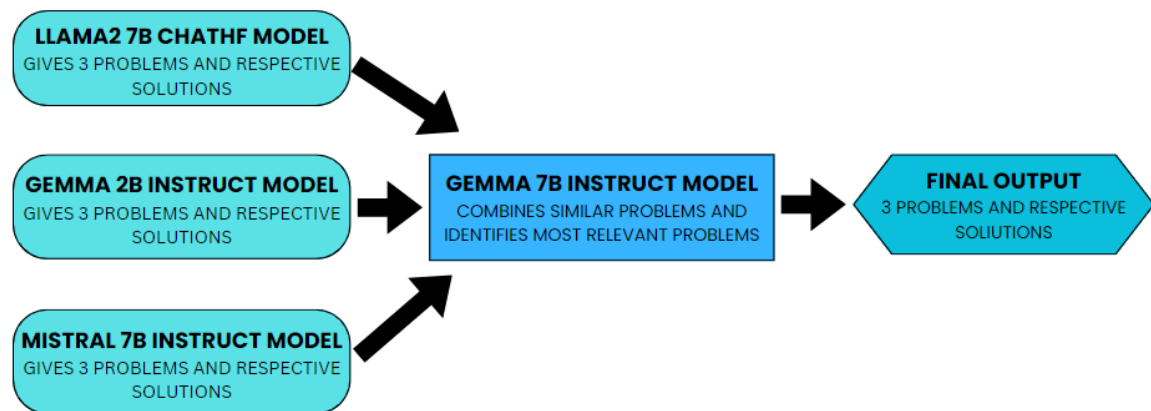 LLAMA2 7B CHATHF MODEL
GIVES 3 PROBLEMS AND RESPECTIVE
SOLUTIONS
GEMMA 2B INSTRUCT MODEL
GIVES 3 PROBLEMS AND RESPECTIVE
SOLUTIONS
MISTRAL 7B INSTRUCT MODEL
GIVES 3 PROBLEMS AND RESPECTIVE
SOLUTIONS
GEMMA 7B INSTRUCT MODEL
COMBINES SIMILAR PROBLEMS AND
IDENTIFIES MOST RELEVANT PROBLEMS
FINAL OUTPUT
3 PROBLEMS AND RESPECTIVE
SOLIUTIONS